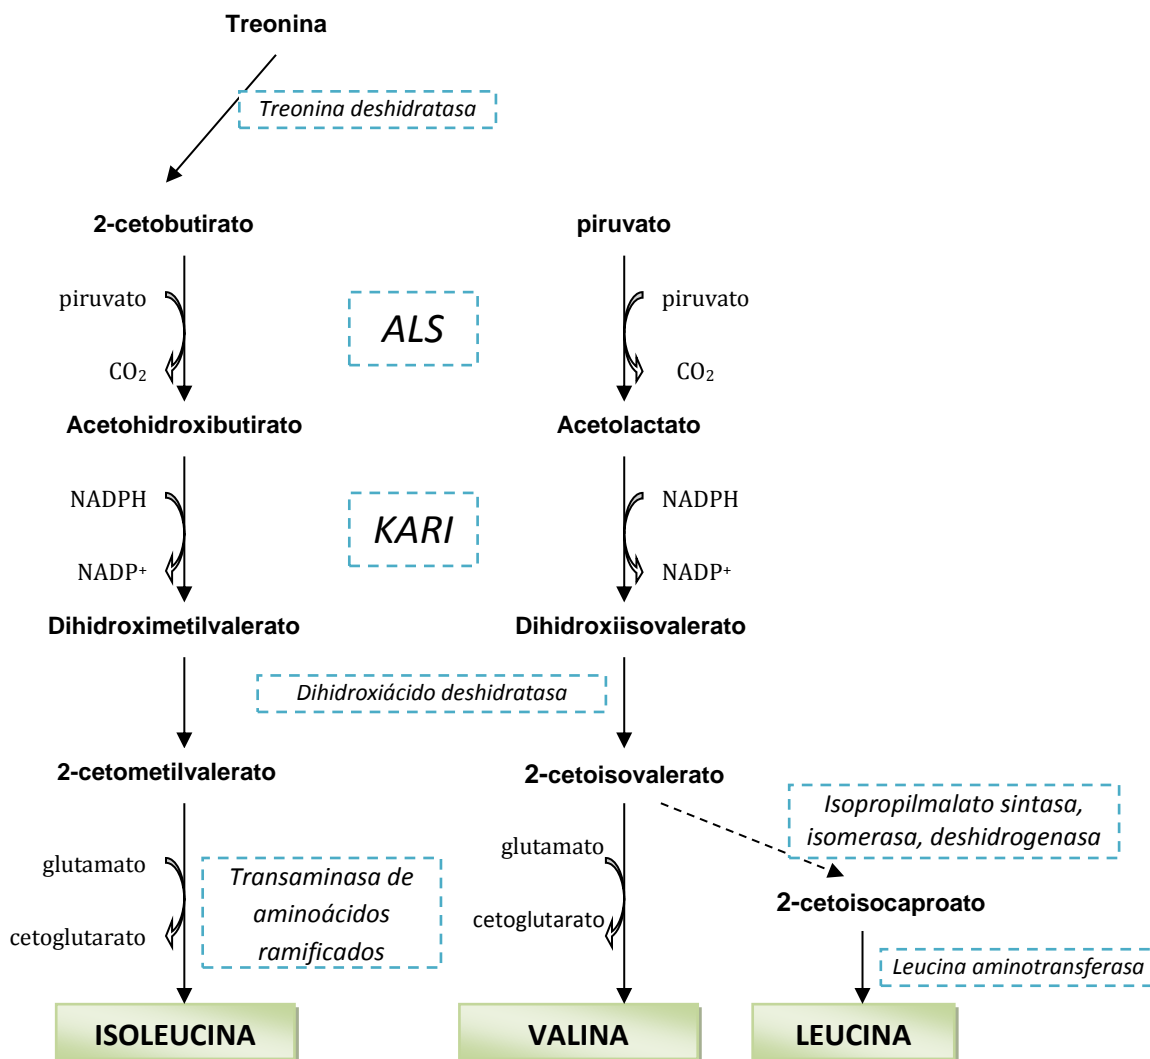 Treonina
Treonina deshidratasa
2-cetobutirato
piruvato
piruvato
CO₂
ALS
piruvato
CO₂
Acetohidroxibutirato
Acetolactato
NADPH
NADP⁺
KARI
NADPH
NADP⁺
Dihidroximetilvalerato
Dihidroxiisovalerato
Dihidroxiácido deshidratasa
2-cetometilvalerato
2-cetoisovalerato
Isopropilmalato sintasa,
isomerasa, deshidrogenasa
glutamato
cetoglutarato
Transaminasa de
aminoácidos
ramificados
glutamato
cetoglutarato
2-cetoisocaproato
Leucina aminotransferasa
ISOLEUCINA
VALINA
LEUCINA